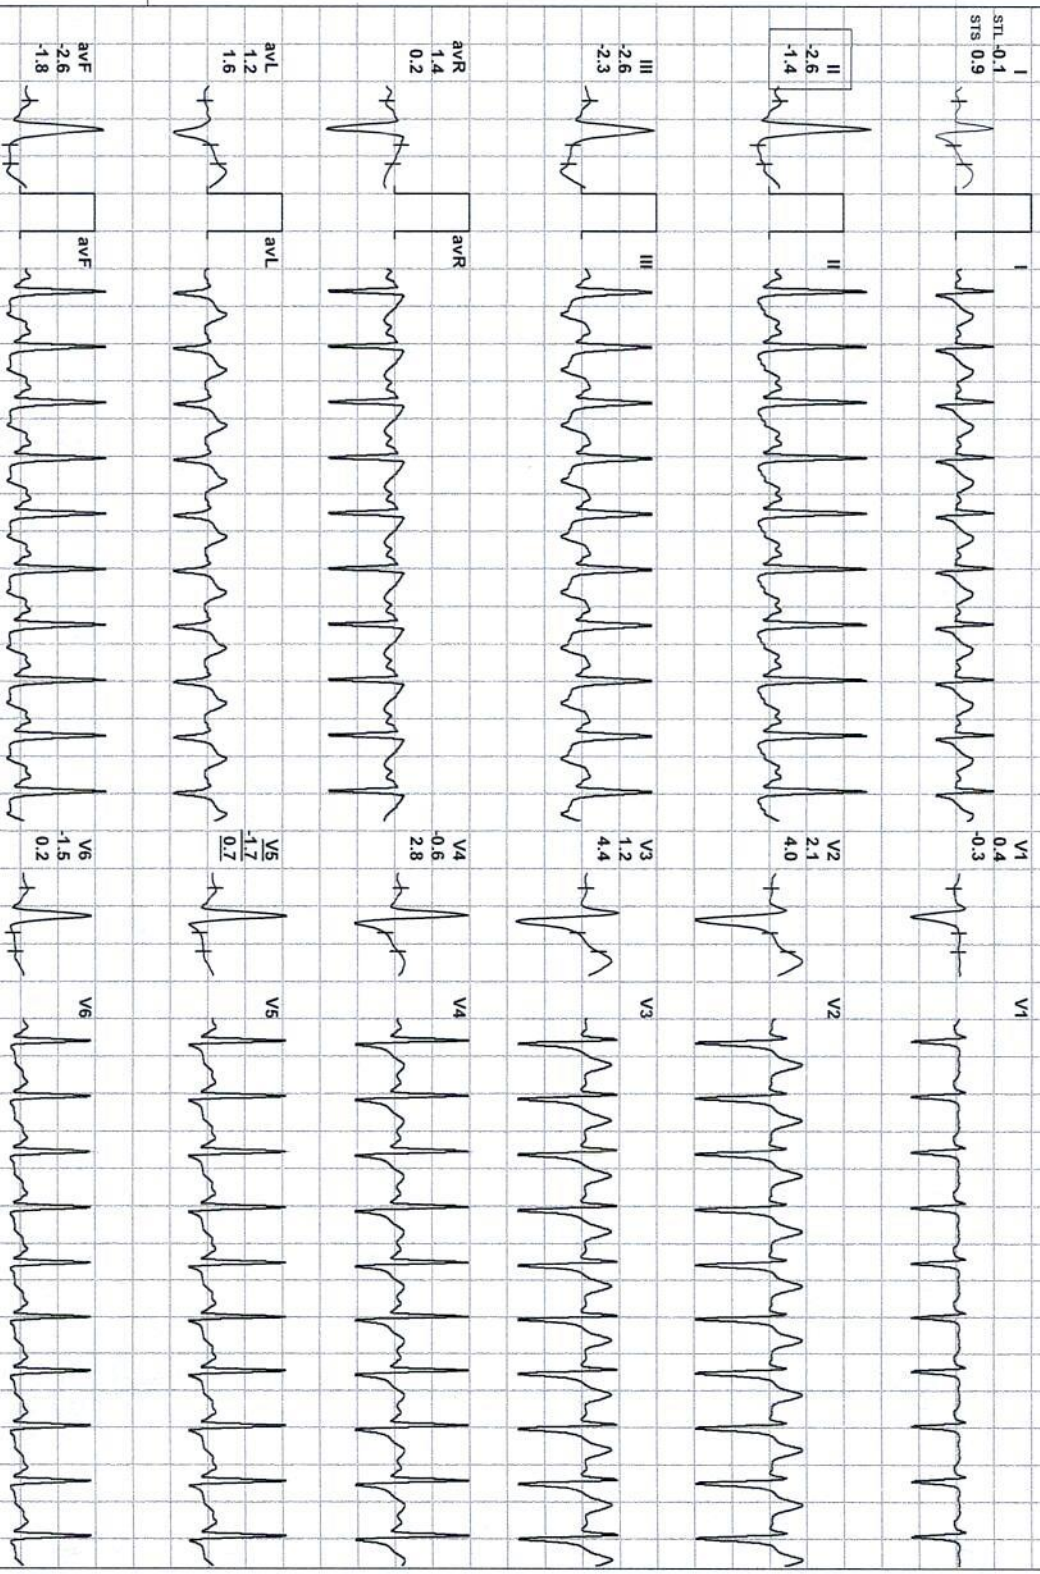 I
STL -0.1
STS 0.9
I
V1
0.4
-0.3
V1
II
-2.6
-1.4
II
V2
2.1
4.0
V2
III
-2.6
-2.3
III
V3
1.2
4.4
V3
avR
1.4
0.2
avR
V4
-0.6
2.8
V4
avL
1.2
1.6
avL
V5
-1.7
0.7
V5
avF
-2.6
-1.8
avF
V6
-1.5
0.2
V6